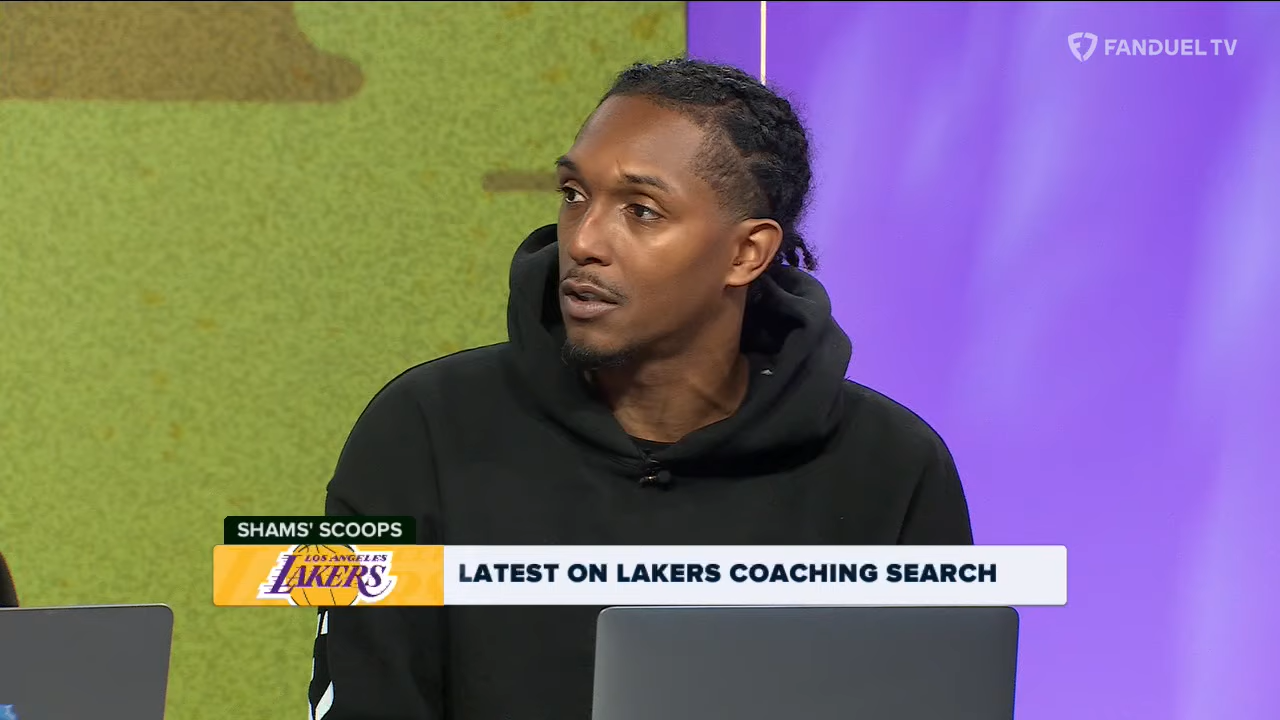 FANDUEL TV
SHAMS' SCOOPS
LOS ANGELES
LAKERS
LATEST ON LAKERS COACHING SEARCH